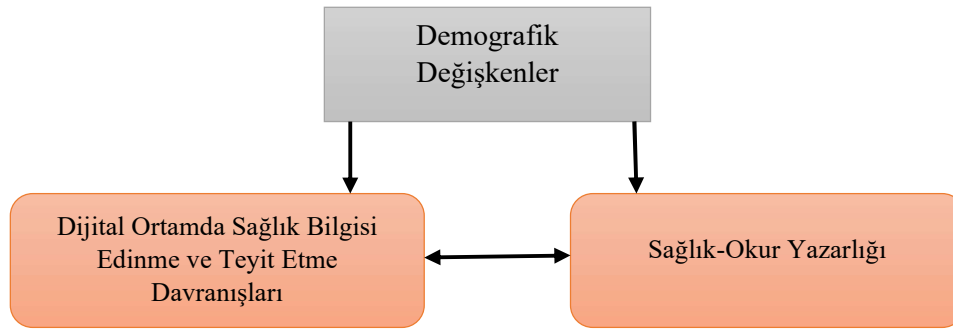 Demografik
Değişkenler
Dijital Ortamda Sağlık Bilgisi
Edinme ve Teyit Etme
Davranışları
Sağlık-Okur Yazarlığı